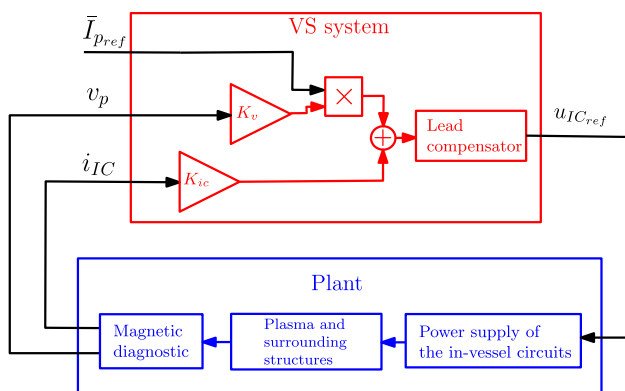 VS system
Ī_{p_{ref}}
v_p
K_v
×
+
Lead
compensator
u_{IC_{ref}}
i_{IC}
K_{ic}
Plant
Magnetic
diagnostic
Plasma and
surrounding
structures
Power supply of
the in-vessel circuits